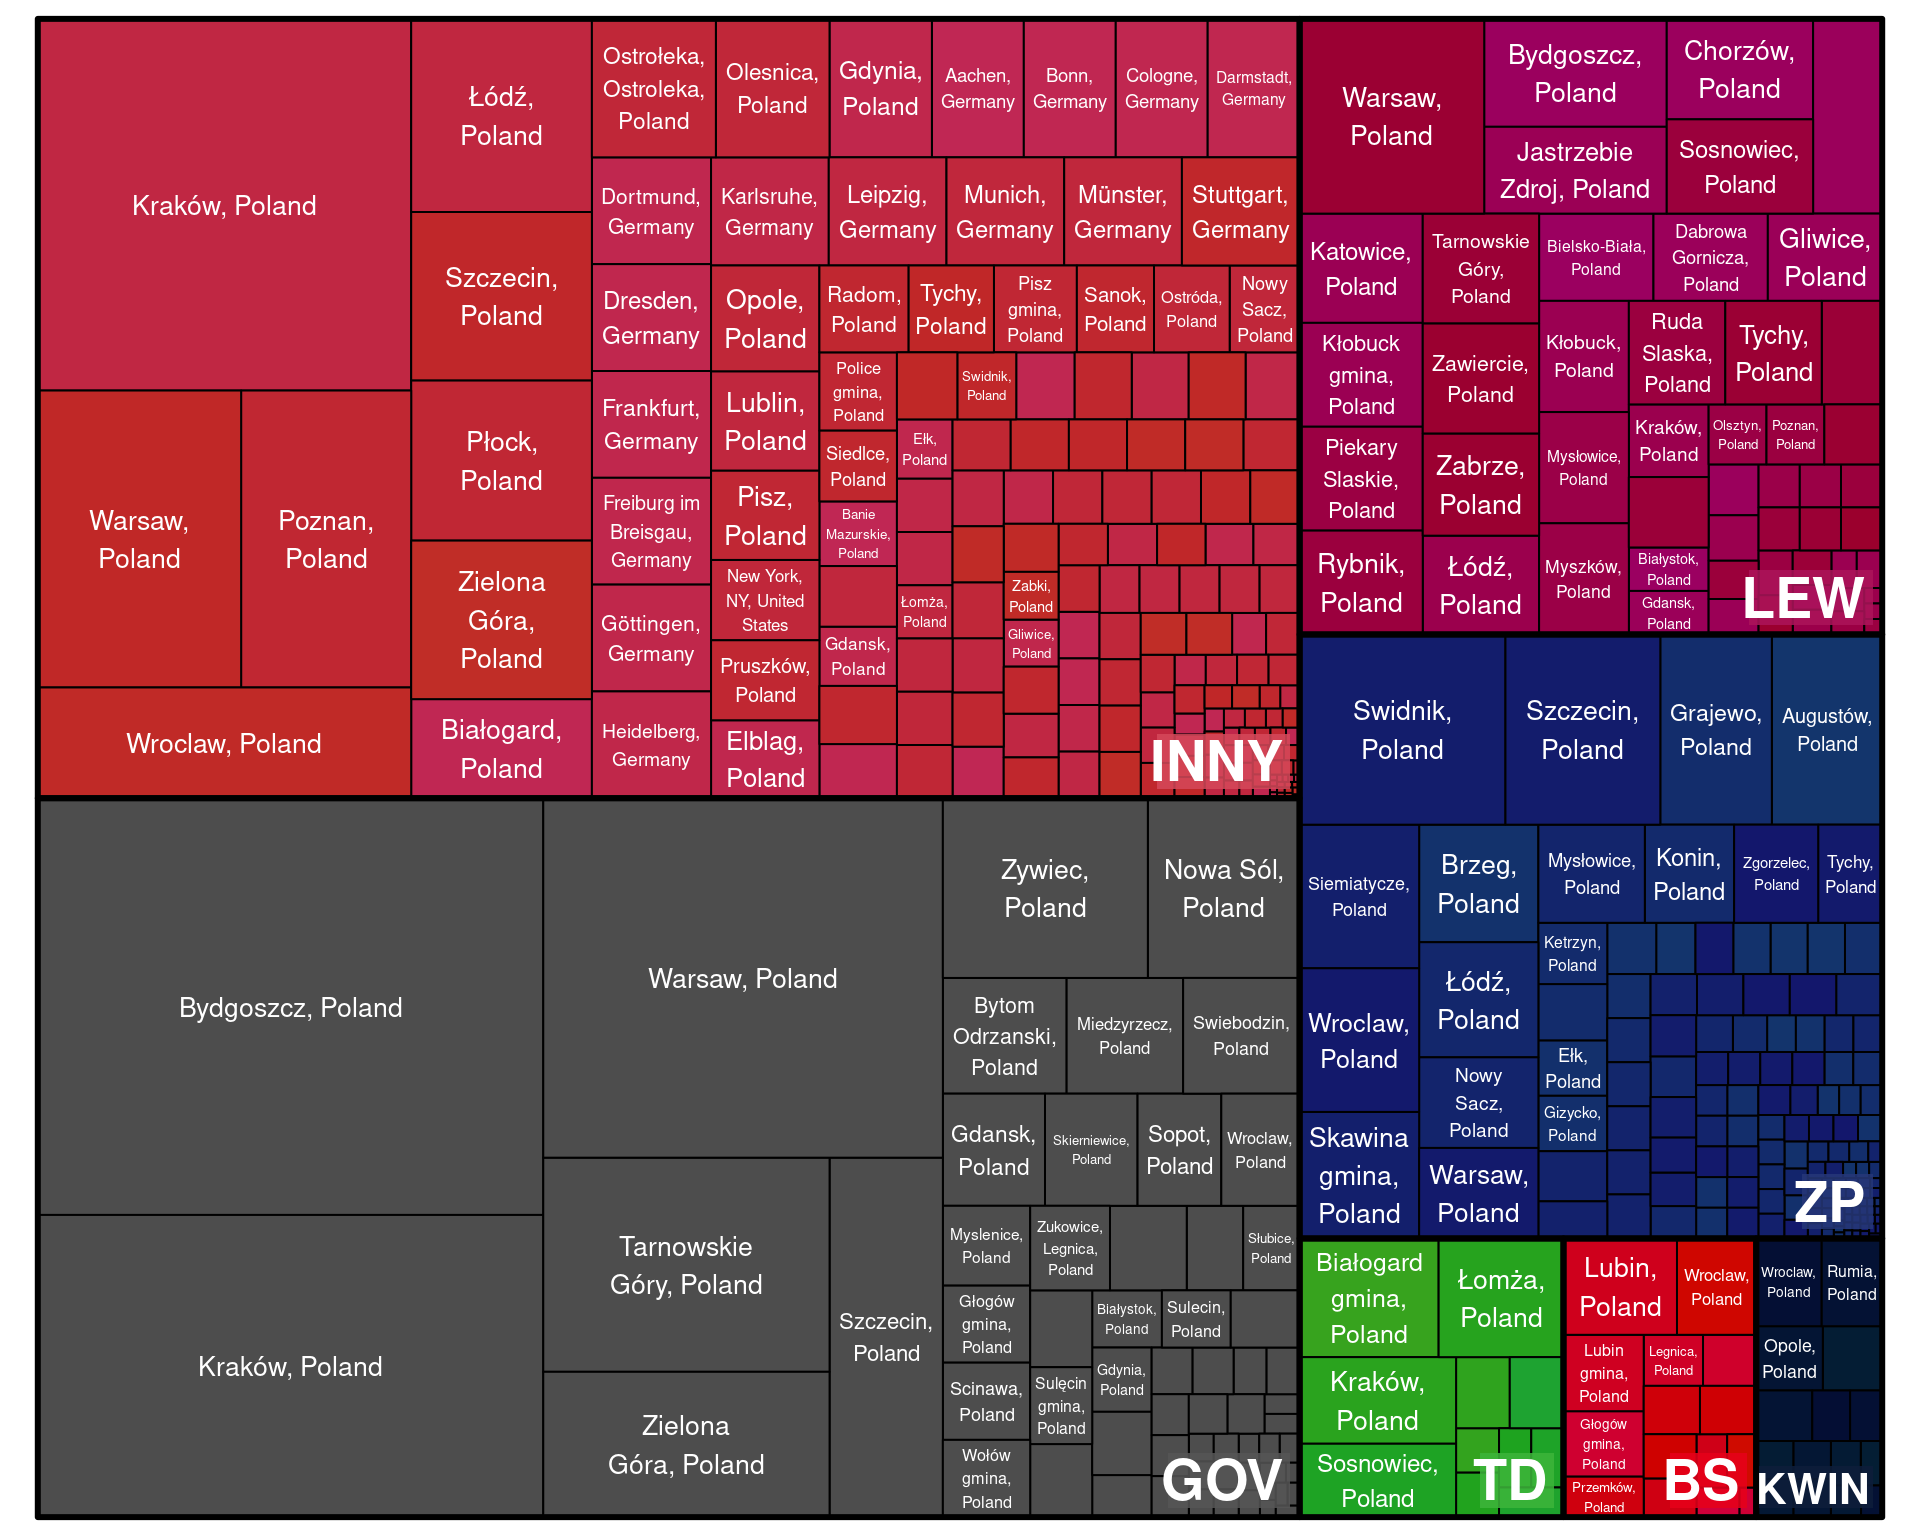 Kraków, Poland
Warsaw,
Poland
Poznan,
Poland
Wroclaw, Poland
Łódź,
Poland
Szczecin,
Poland
Płock,
Poland
Zielona
Góra,
Poland
Białogard,
Poland
Ostrołeka,
Ostroleka,
Poland
Olesnica,
Poland
Gdynia,
Poland
Aachen,
Germany
Bonn,
Germany
Cologne,
Germany
Darmstadt,
Germany
Dortmund,
Germany
Karlsruhe,
Germany
Leipzig,
Germany
Munich,
Germany
Münster,
Germany
Stuttgart,
Germany
Dresden,
Germany
Frankfurt,
Germany
Freiburg im
Breisgau,
Germany
Göttingen,
Germany
Heidelberg,
Germany
Opole,
Poland
Lublin,
Poland
Pisz,
Poland
New York,
NY, United
States
Pruszków,
Poland
Elblag,
Poland
Radom,
Poland
Tychy,
Poland
Pisz
gmina,
Poland
Sanok,
Poland
Ostróda,
Poland
Nowy
Sacz,
Poland
Police
gmina,
Poland
Siedlce,
Poland
Banie
Mazurskie,
Poland
Gdansk,
Poland
Swidnik,
Poland
Ełk,
Poland
Łomża,
Poland
Zabki,
Poland
Gliwice,
Poland
INNY
Warsaw,
Poland
Bydgoszcz,
Poland
Jastrzebie
Zdroj, Poland
Chorzów,
Poland
Sosnowiec,
Poland
Katowice,
Poland
Kłobuck
gmina,
Poland
Piekary
Slaskie,
Poland
Rybnik,
Poland
Tarnowskie
Góry,
Poland
Zawiercie,
Poland
Zabrze,
Poland
Łódź,
Poland
Bielsko-Biała,
Poland
Dabrowa
Gornicza,
Poland
Gliwice,
Poland
Kłobuck,
Poland
Mysłowice,
Poland
Myszków,
Poland
Ruda
Slaska,
Poland
Tychy,
Poland
Kraków,
Poland
Olsztyn,
Poland
Poznan,
Poland
Białystok,
Poland
Gdansk,
Poland
LEW
Bydgoszcz, Poland
Kraków, Poland
Warsaw, Poland
Tarnowskie
Góry, Poland
Zielona
Góra, Poland
Szczecin,
Poland
Zywiec,
Poland
Nowa Sól,
Poland
Bytom
Odrzanski,
Poland
Miedzyrzecz,
Poland
Swiebodzin,
Poland
Gdansk,
Poland
Skierniewice,
Poland
Sopot,
Poland
Wroclaw,
Poland
Myslenice,
Poland
Głogów
gmina,
Poland
Scinawa,
Poland
Wołów
gmina,
Poland
Zukowice,
Legnica,
Poland
Słubice,
Poland
Sulęcin
gmina,
Poland
Białystok,
Poland
Sulecin,
Poland
Gdynia,
Poland
GOV
Swidnik,
Poland
Szczecin,
Poland
Grajewo,
Poland
Augustów,
Poland
Siemiatycze,
Poland
Wroclaw,
Poland
Skawina
gmina,
Poland
Brzeg,
Poland
Łódź,
Poland
Nowy
Sacz,
Poland
Warsaw,
Poland
Mysłowice,
Poland
Konin,
Poland
Zgorzelec,
Poland
Tychy,
Poland
Ketrzyn,
Poland
Ełk,
Poland
Gizycko,
Poland
ZP
Białogard
gmina,
Poland
Łomża,
Poland
Kraków,
Poland
Sosnowiec,
Poland
TD
Lubin,
Poland
Wroclaw,
Poland
Lubin
gmina,
Poland
Legnica,
Poland
Głogów
gmina,
Poland
Przemków,
Poland
BS
Wroclaw,
Poland
Rumia,
Poland
Opole,
Poland
KWIN